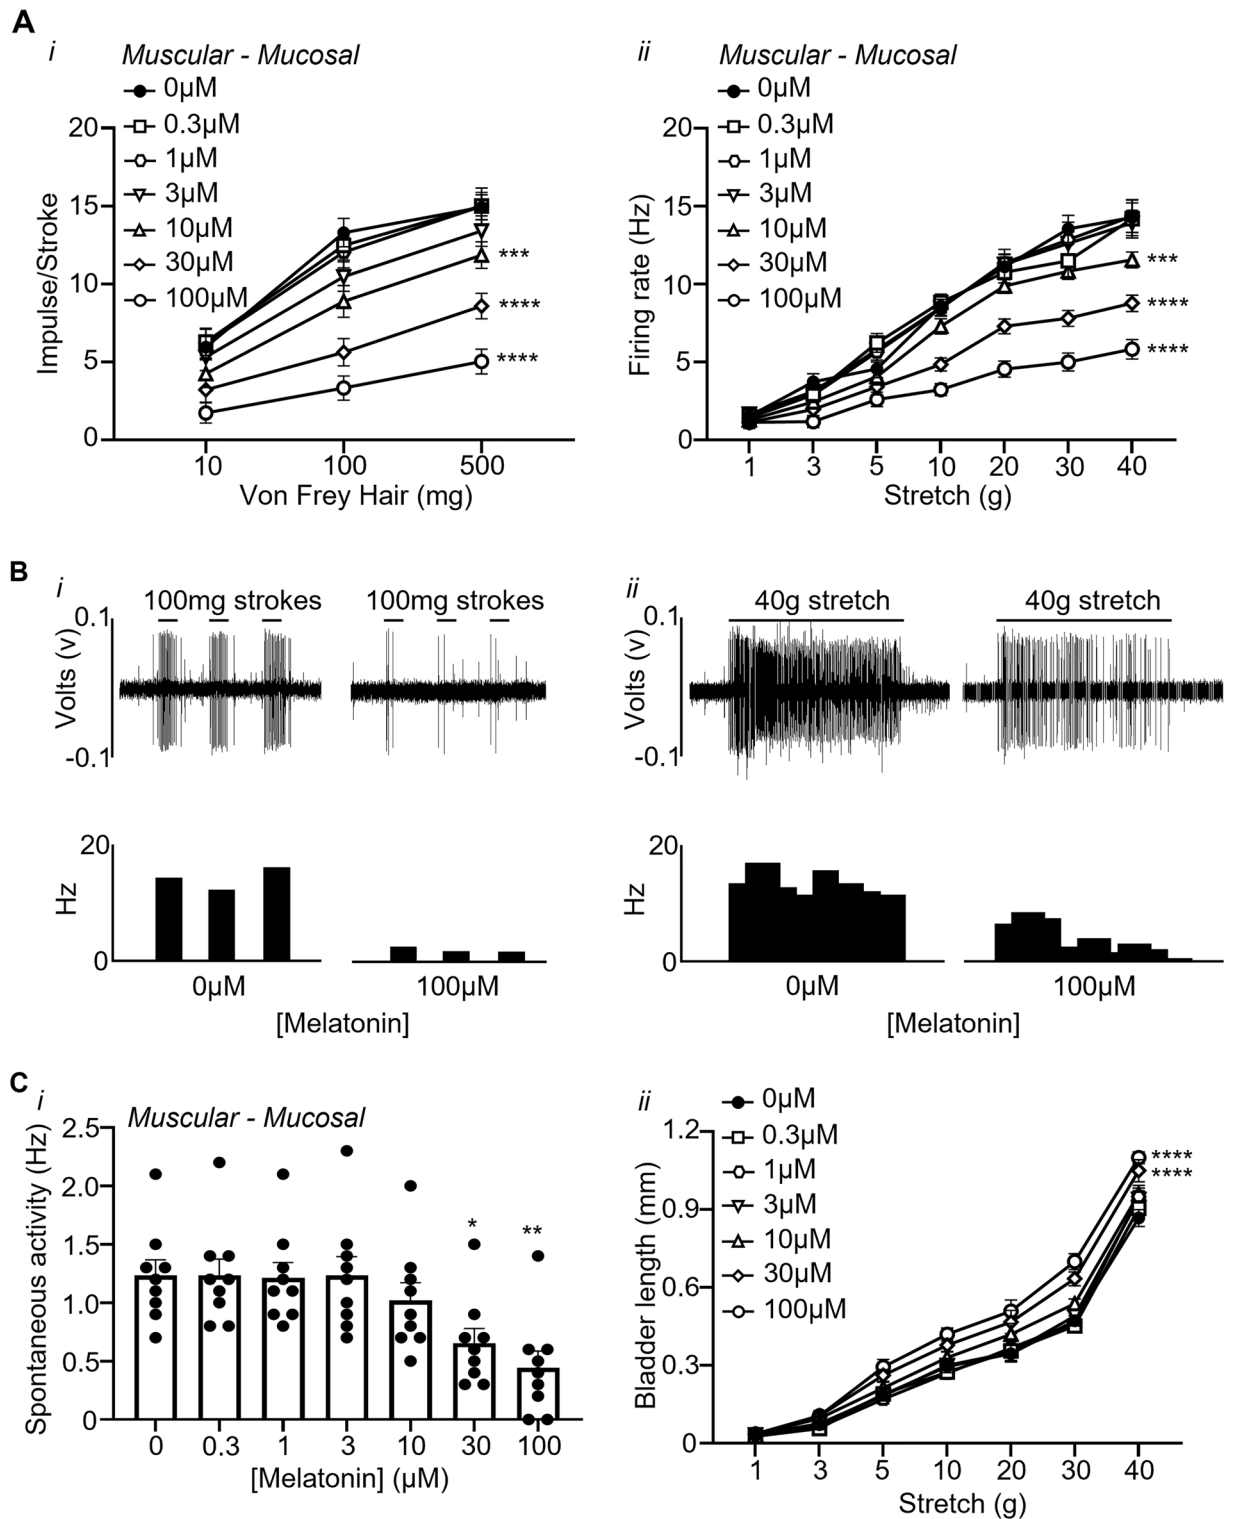 A
i
Muscular - Mucosal
0µM
0.3µM
1µM
3µM
10µM
30µM
100µM
20
15
10
5
0
Impulse/Stroke
***
****
****
10 100 500
Von Frey Hair (mg)
ii
Muscular - Mucosal
0µM
0.3µM
1µM
3µM
10µM
30µM
100µM
20
15
10
5
0
Firing rate (Hz)
***
****
****
1 3 5 10 20 30 40
Stretch (g)
B
i
100mg strokes 100mg strokes
0.1
Volts (v)
-0.1
20
Hz
0
0µM 100µM
[Melatonin]
ii
40g stretch 40g stretch
0.1
Volts (v)
-0.1
20
Hz
0
0µM 100µM
[Melatonin]
C
i
Muscular - Mucosal
2.5
2.0
1.5
1.0
0.5
0
Spontaneous activity (Hz)
* **
0 0.3 1 3 10 30 100
[Melatonin] (µM)
ii
0µM
0.3µM
1µM
3µM
10µM
30µM
100µM
1.2
0.9
0.6
0.3
0
Bladder length (mm)
****
****
1 3 5 10 20 30 40
Stretch (g)